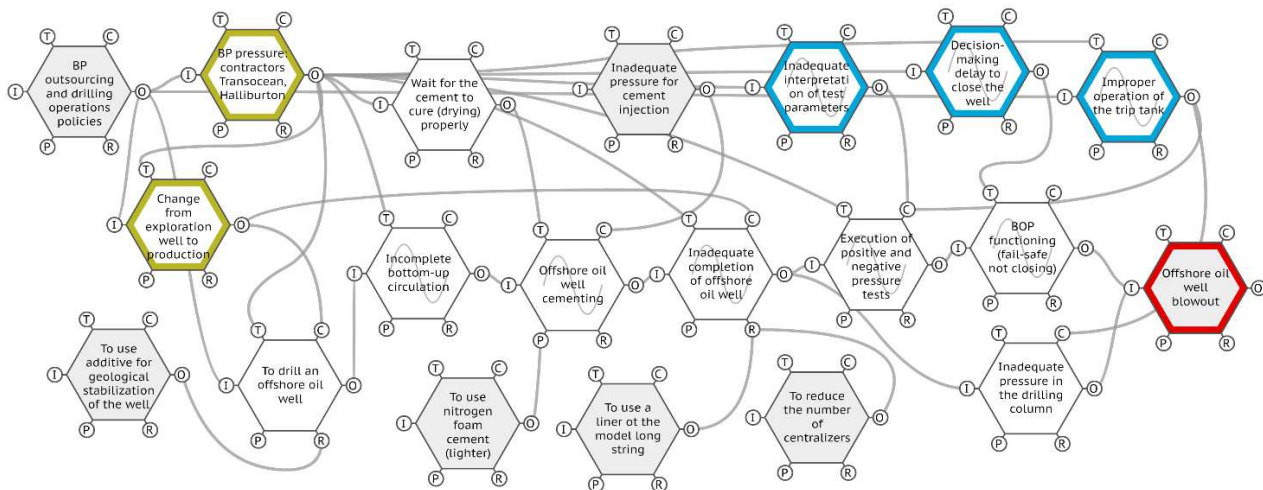 T C
BP
outsourcing
and drilling
operations
policies
I O
P R
T C
BP pressure:
contractors
Transocean,
Halliburton
I O
P R
T C
Wait for the
cement to
cure (drying)
properly
I O
P R
T C
Inadequate
pressure for
cement
injection
I O
P R
T C
Inadequate
interpretati
on of test
parameters
I O
P R
T C
Decision-
making delay to
close the
well
I O
P R
T C
Improper
operation of
the trip tank
I O
P R
T C
Change
from
exploration
well to
production
I O
P R
T C
Incomplete
bottom-up
circulation
I O
P R
T C
Offshore oil
well
cementing
I O
P R
T C
Inadequate
completion
of offshore
oil well
I O
P R
T C
Execution of
positive and
negative
pressure
tests
I O
P R
T C
BOP
functioning
(fail-safe
not closing)
I O
P R
T C
Offshore oil
well
blowout
I O
P R
T C
To use
additive for
geological
stabilization
of the well
I O
P R
T C
To drill an
offshore oil
well
I O
P R
T C
To use
nitrogen
foam
cement
(lighter)
I O
P R
T C
To use a
liner ot the
model long
string
I O
P R
T C
To reduce
the number
of
centralizers
I O
P R
T C
Inadequate
pressure in
the drilling
column
I O
P R